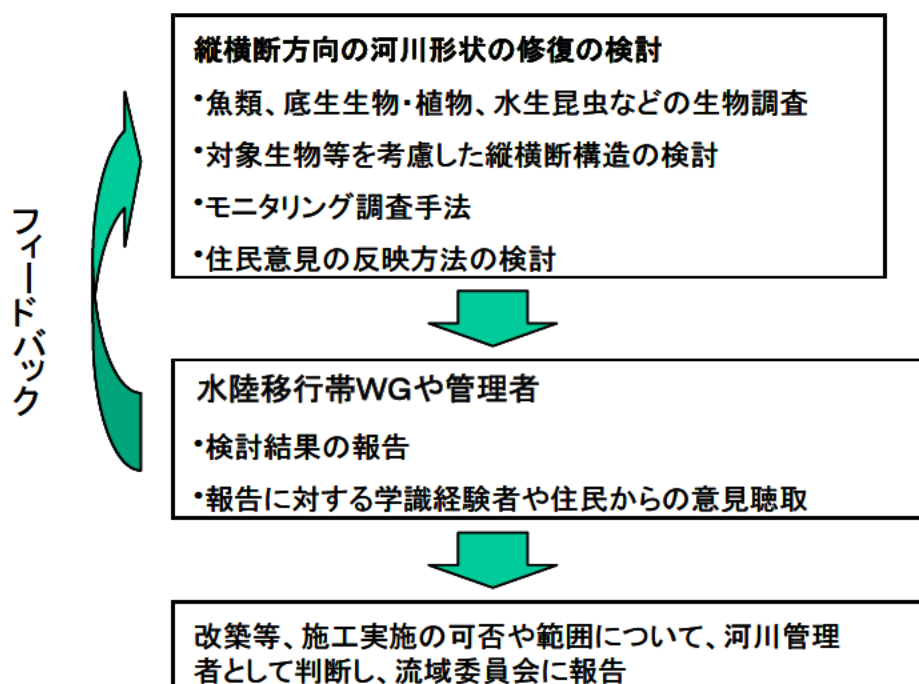 縦横断方向の河川形状の修復の検討
・魚類、底生生物・植物、水生昆虫などの生物調査
・対象生物等を考慮した縦横断構造の検討
・モニタリング調査手法
・住民意見の反映方法の検討
フィードバック
水陸移行帯WGや管理者
・検討結果の報告
・報告に対する学識経験者や住民からの意見聴取
改築等、施工実施の可否や範囲について、河川管理
者として判断し、流域委員会に報告